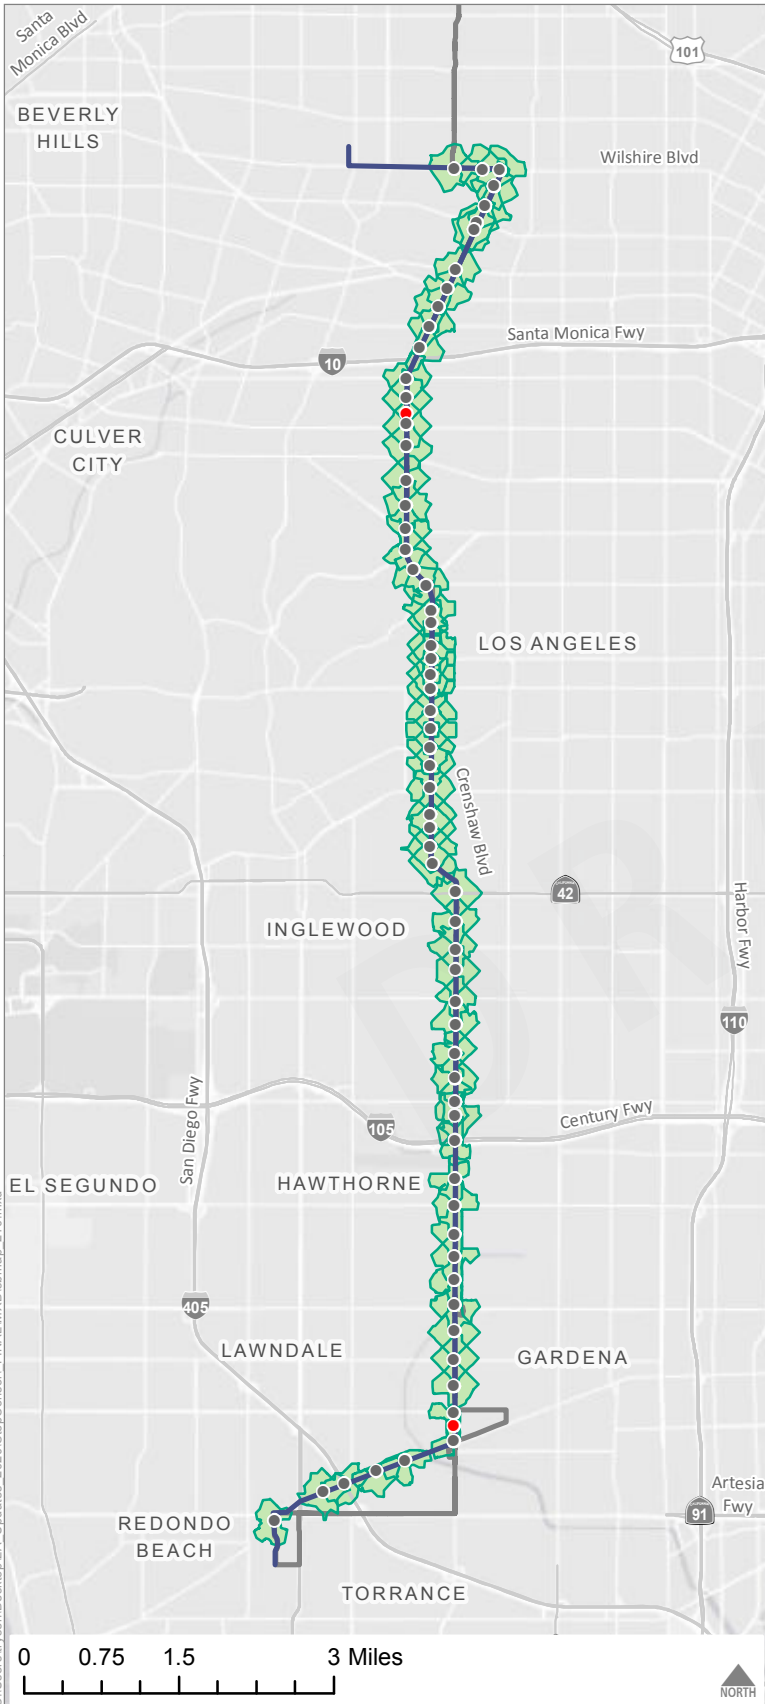 Santa
Monica Blvd
101
BEVERLY
HILLS
Wilshire Blvd
Santa Monica Fwy
10
CULVER
CITY
LOS ANGELES
Crenshaw Blvd
CALIFORNIA
42
Harbor Fwy
INGLEWOOD
110
San Diego Fwy
Century Fwy
105
EL SEGUNDO
HAWTHORNE
405
LAWNDALE
GARDENA
Artesia
Fwy
CALIFORNIA
91
REDONDO
BEACH
TORRANCE
0 0.75 1.5 3 Miles
NORTH